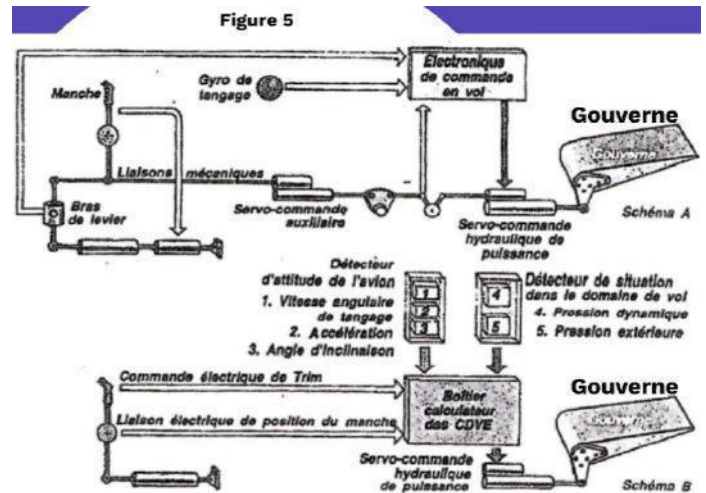 Figure 5
Manche
Gyro de
tangage
Électronique
de commande
en vol
Gouverne
Gouverne
Liaisons mécaniques
Bras
de levier
Servo-commande
auxiliaire
Servo-commande
hydraulique de
puissance
Schéma A
Détecteur
d'attitude de l'avion
1. Vitesse angulaire
de tangage
2. Accélération
3. Angle d'inclinaison
1
2
3
4
5
Détecteur de situation
dans le domaine de vol
4. Pression dynamique
5. Pression extérieure
Commande électrique de Trim
Liaison électrique de position du manche
Boîtier
calculateur
des CDVE
Gouverne
Gouvern
Servo-commande
hydraulique
de puissance
Schéma B